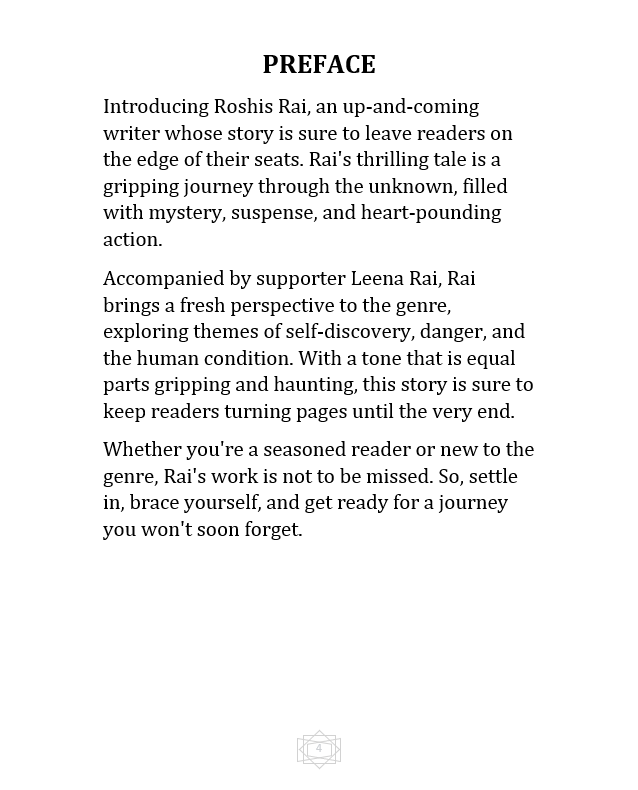 PREFACE
Introducing Roshis Rai, an up-and-coming
writer whose story is sure to leave readers on
the edge of their seats. Rai's thrilling tale is a
gripping journey through the unknown, filled
with mystery, suspense, and heart-pounding
action.
Accompanied by supporter Leena Rai, Rai
brings a fresh perspective to the genre,
exploring themes of self-discovery, danger, and
the human condition. With a tone that is equal
parts gripping and haunting, this story is sure to
keep readers turning pages until the very end.
Whether you're a seasoned reader or new to the
genre, Rai's work is not to be missed. So, settle
in, brace yourself, and get ready for a journey
you won't soon forget.
4